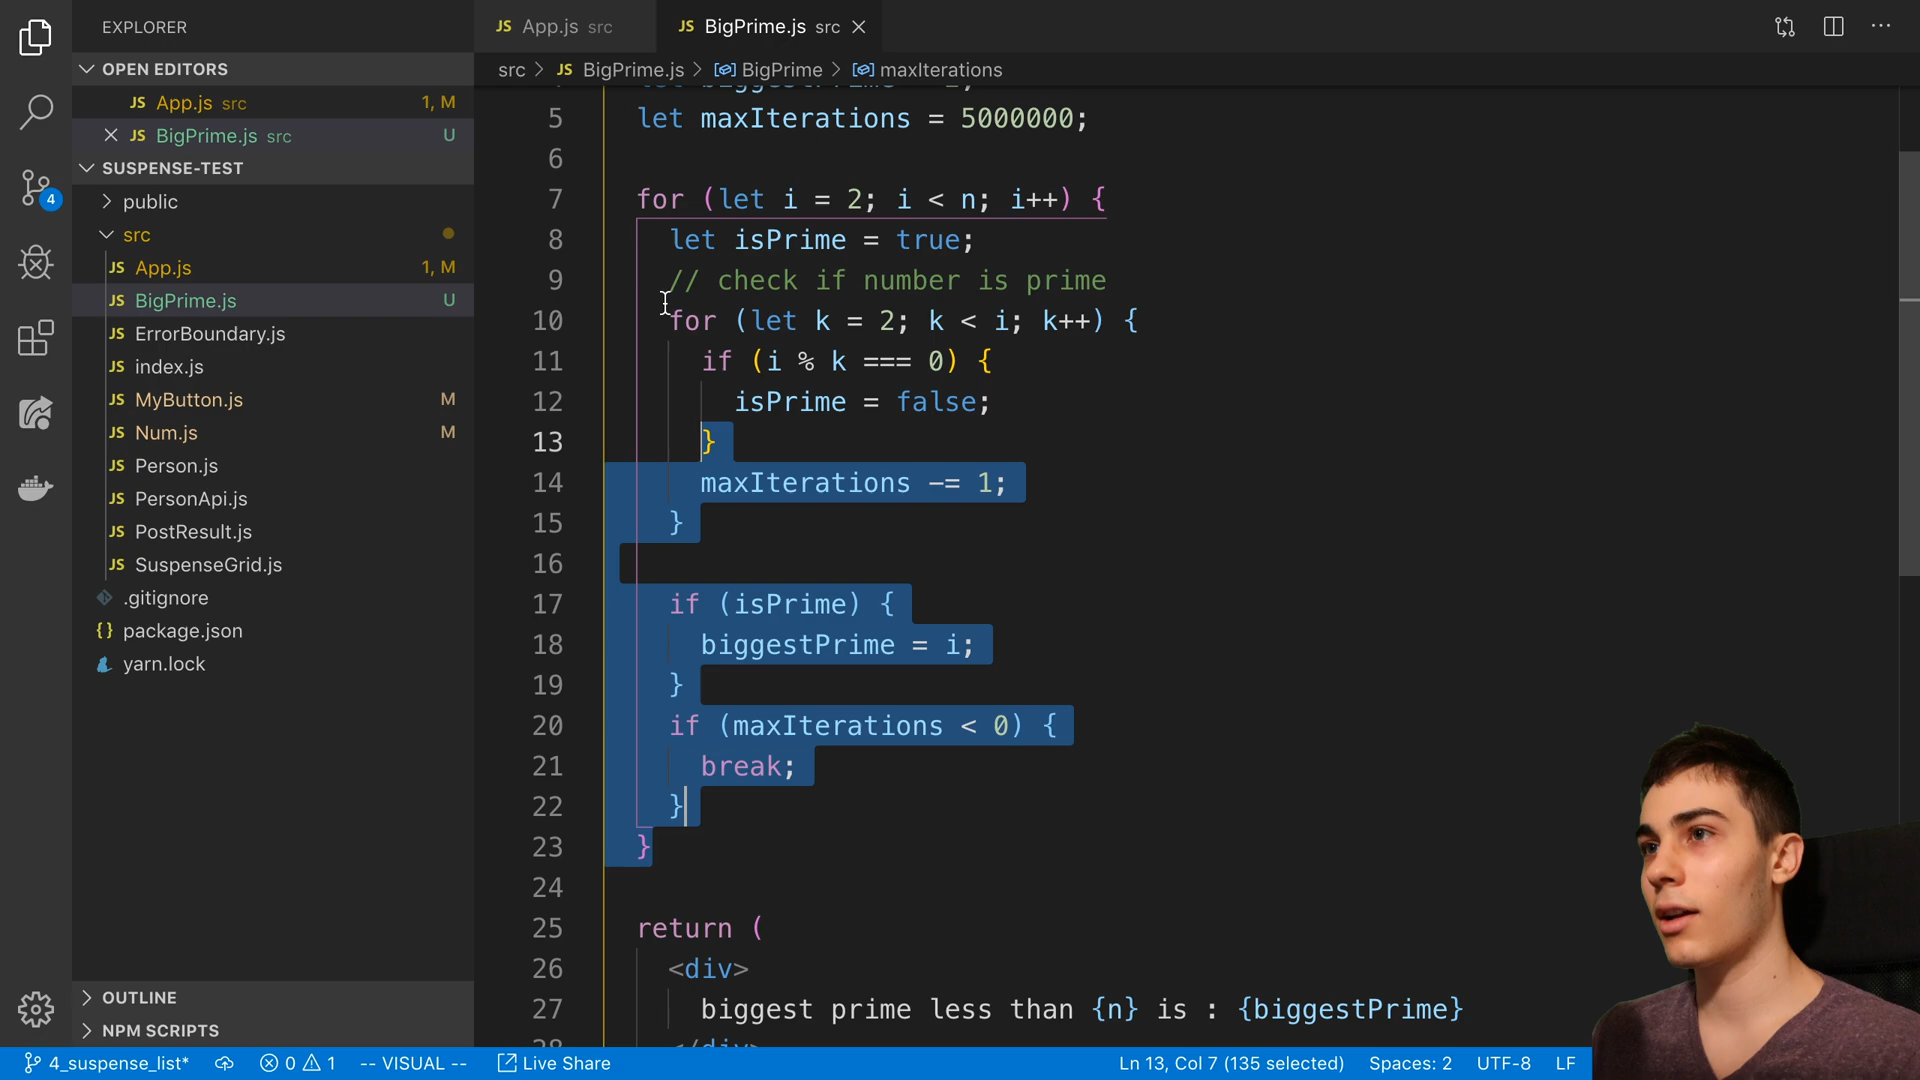 EXPLORER
OPEN EDITORS
JS App.js src 1, M
JS BigPrime.js src U
SUSPENSE-TEST
public
src
JS App.js 1, M
JS BigPrime.js U
JS ErrorBoundary.js
JS index.js
JS MyButton.js M
JS Num.js M
JS Person.js
JS PersonApi.js
JS PostResult.js
JS SuspenseGrid.js
.gitignore
{} package.json
yarn.lock
OUTLINE
NPM SCRIPTS
4
JS App.js src
JS BigPrime.js src
src > JS BigPrime.js > BigPrime > maxIterations
5 let maxIterations = 5000000;
6
7 for (let i = 2; i < n; i++) {
8 let isPrime = true;
9 // check if number is prime
10 for (let k = 2; k < i; k++) {
11 if (i % k === 0) {
12 isPrime = false;
13 }
14 maxIterations -= 1;
15 }
16
17 if (isPrime) {
18 biggestPrime = i;
19 }
20 if (maxIterations < 0) {
21 break;
22 }
23 }
24
25 return (
26 <div>
27 biggest prime less than {n} is : {biggestPrime}
4_suspense_list* 0 1 -- VISUAL -- Live Share Ln 13, Col 7 (135 selected) Spaces: 2 UTF-8 LF